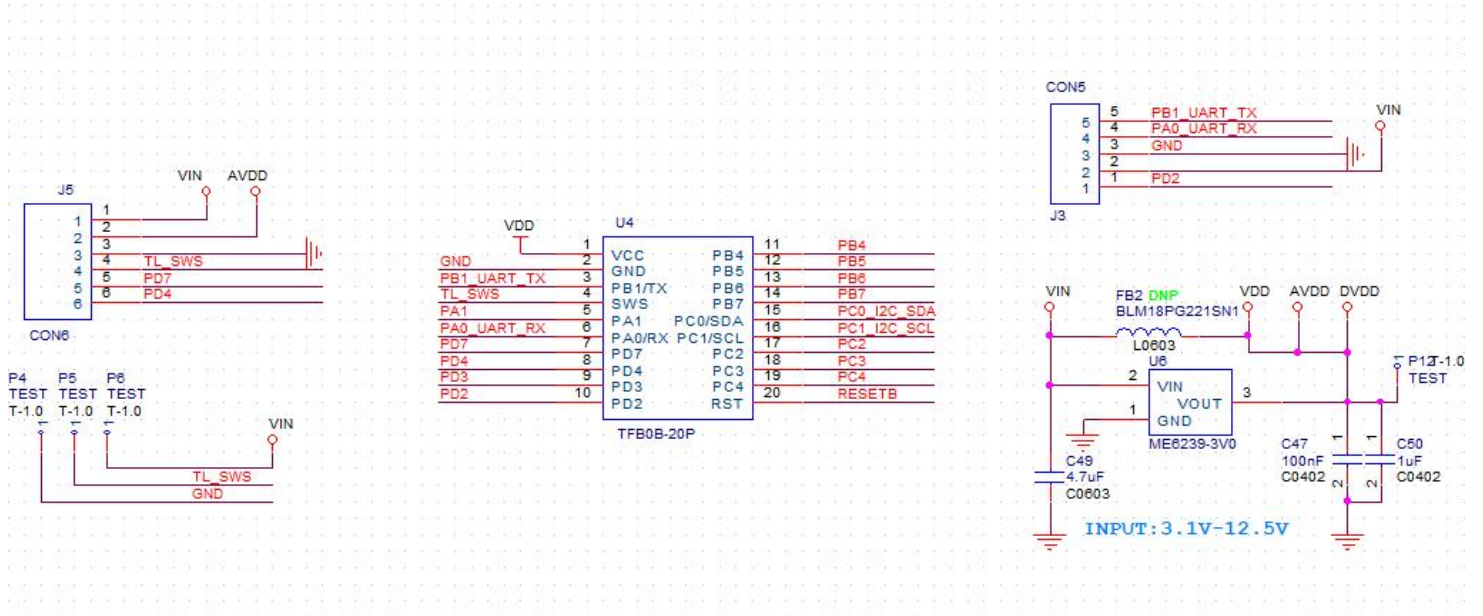 J5
VIN
AVDD
1
1
2
2
3
3
4
TL_SWS
4
5
PD7
5
6
PD4
6
CON6
P4
P5
P6
TEST
TEST
TEST
T-1.0
T-1.0
T-1.0
1
1
1
VIN
TL_SWS
GND
VDD
U4
1
VCC
GND
2
GND
PB1_UART_TX
3
PB1/TX
TL_SWS
4
SWS
PA1
5
PA1
PA0_UART_RX
6
PA0/RX
PD7
7
PD7
PD4
8
PD4
PD3
9
PD3
PD2
10
PD2
PB4
11
PB4
PB5
12
PB5
PB6
13
PB6
PB7
14
PB7
PC0/SDA
15
PC0_I2C_SDA
PC1/SCL
16
PC1_I2C_SCL
PC2
17
PC2
PC3
18
PC3
PC4
19
PC4
RST
20
RESETB
TFB0B-20P
CON5
5
5
PB1_UART_TX
4
4
PA0_UART_RX
3
3
GND
2
2
1
1
PD2
VIN
J3
VIN
FB2 DNP
BLM18PG221SN1
L0603
VDD
AVDD
DVDD
U6
2
VIN
VOUT
3
1
GND
ME6239-3V0
1
T-1.0
TEST
C49
4.7uF
C0603
C47
100nF
C0402
1
2
C50
1uF
C0402
1
2
INPUT:3.1V-12.5V